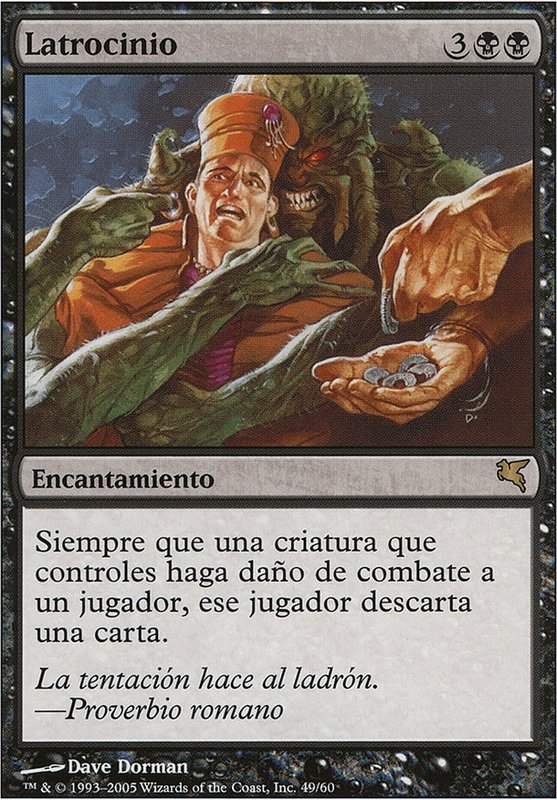 Latrocinio 3
Encantamiento
Siempre que una criatura que
controles haga daño de combate a
un jugador, ese jugador descarta
una carta.
La tentación hace al ladrón.
—Proverbio romano
Dave Dorman
™ & © 1993–2005 Wizards of the Coast, Inc. 49/60